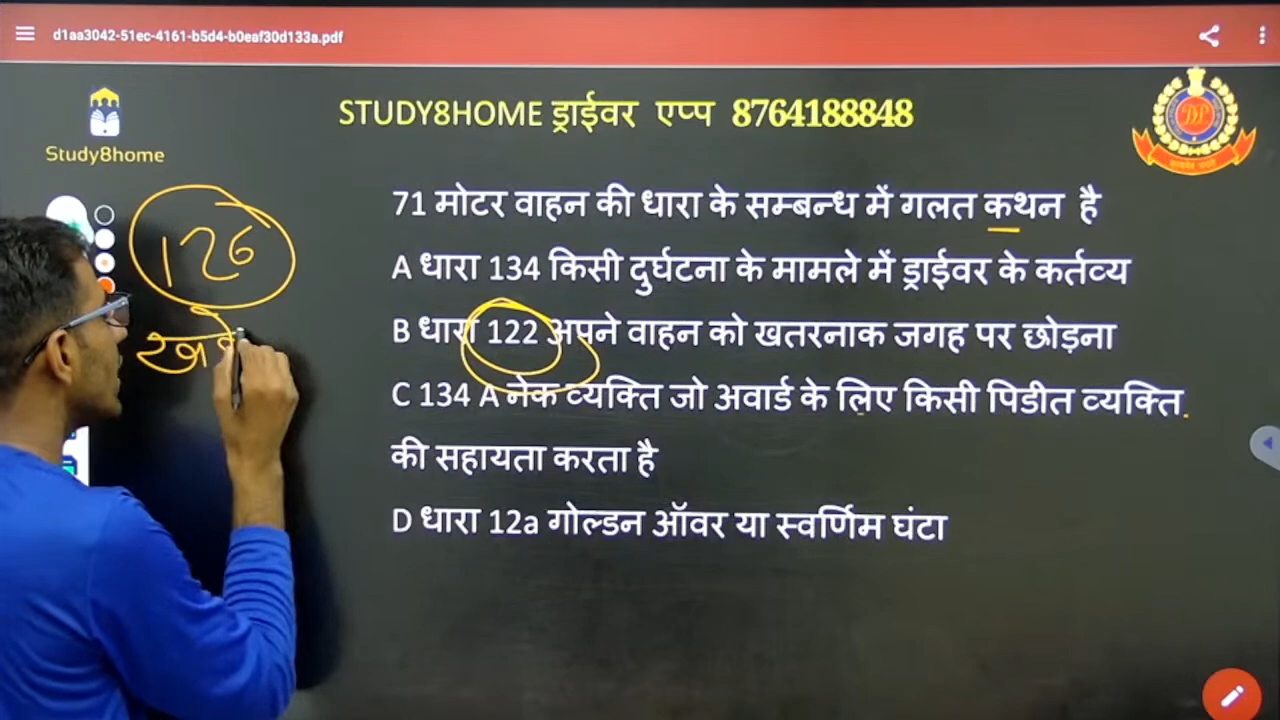 d1aa3042-51ec-4161-b5d4-b0eaf30d133a.pdf
STUDY8HOME ड्राईवर एप्प 8764188848
Study8home
71 मोटर वाहन की धारा के सम्बन्ध में गलत कथन है
126
A धारा 134 किसी दुर्घटना के मामले में ड्राईवर के कर्तव्य
B धारा 122 अपने वाहन को खतरनाक जगह पर छोड़ना
C 134 A नेक व्यक्ति जो अवार्ड के लिए किसी पिडीत व्यक्ति
की सहायता करता है
D धारा 12a गोल्डन ऑवर या स्वर्णिम घंटा